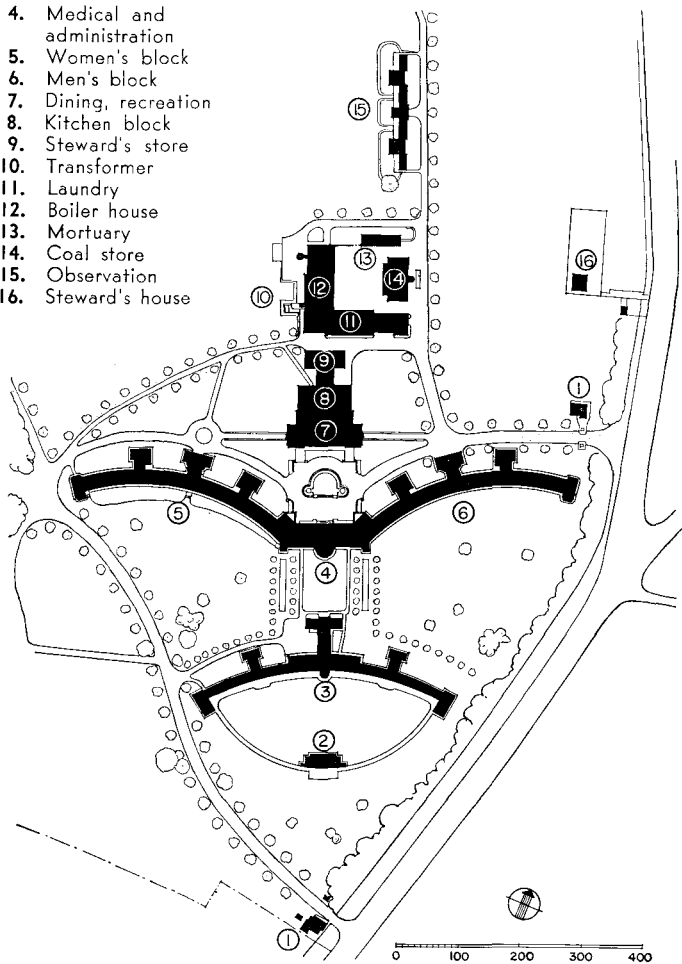 4. Medical and
administration
5. Women's block
6. Men's block
7. Dining, recreation
8. Kitchen block
9. Steward's store
10. Transformer
11. Laundry
12. Boiler house
13. Mortuary
14. Coal store
15. Observation
16. Steward's house
15
13
16
12
14
10
11
9
1
8
7
5
6
4
3
2
1
0 100 200 300 400